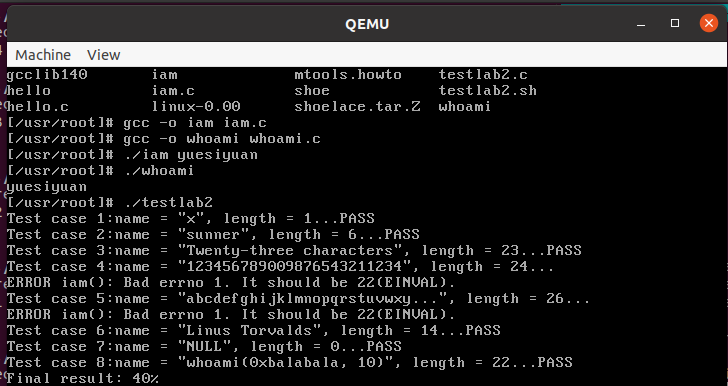 QEMU
Machine View
gcclib140 iam mtools.howto testlab2.c
hello iam.c shoe testlab2.sh
hello.c linux-0.00 shoelace.tar.Z whoami
[/usr/root]# gcc -o iam iam.c
[/usr/root]# gcc -o whoami whoami.c
[/usr/root]# ./iam yuesiyuan
[/usr/root]# ./whoami
yuesiyuan
[/usr/root]# ./testlab2
Test case 1:name = "x", length = 1...PASS
Test case 2:name = "sunner", length = 6...PASS
Test case 3:name = "Twenty-three characters", length = 23...PASS
Test case 4:name = "123456789009876543211234", length = 24...
ERROR iam(): Bad errno 1. It should be 22(EINVAL).
Test case 5:name = "abcdefghijklmnopqrstuvwxy...", length = 26...
ERROR iam(): Bad errno 1. It should be 22(EINVAL).
Test case 6:name = "Linus Torvalds", length = 14...PASS
Test case 7:name = "NULL", length = 0...PASS
Test case 8:name = "whoami(0xbalabala, 10)", length = 22...PASS
Final result: 40%